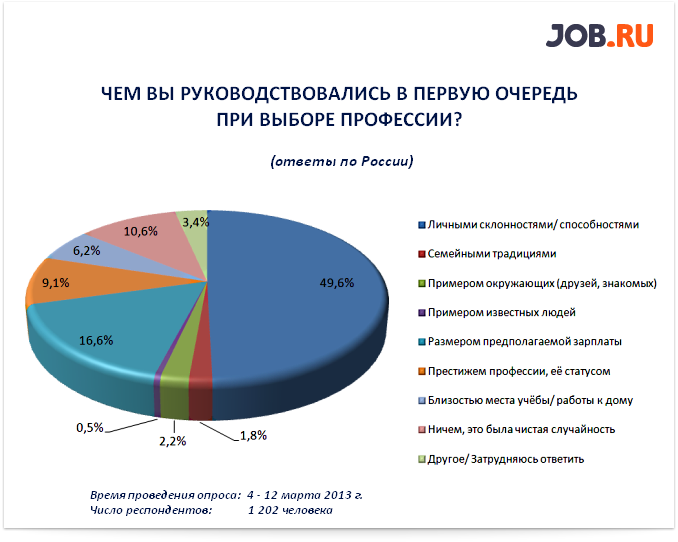 JOB.RU
ЧЕМ ВЫ РУКОВОДСТВОВАЛИСЬ В ПЕРВУЮ ОЧЕРЕДЬ
ПРИ ВЫБОРЕ ПРОФЕССИИ?
(ответы по России)
3,4%
10,6%
6,2%
9,1%
16,6%
0,5%
2,2%
1,8%
49,6%
Личными склонностями/ способностями
Семейными традициями
Примером окружающих (друзей, знакомых)
Примером известных людей
Размером предполагаемой зарплаты
Престижем профессии, её статусом
Близостью места учёбы/ работы к дому
Ничем, это была чистая случайность
Другое/ Затрудняюсь ответить
Время проведения опроса: 4 - 12 марта 2013 г.
Число респондентов: 1 202 человека